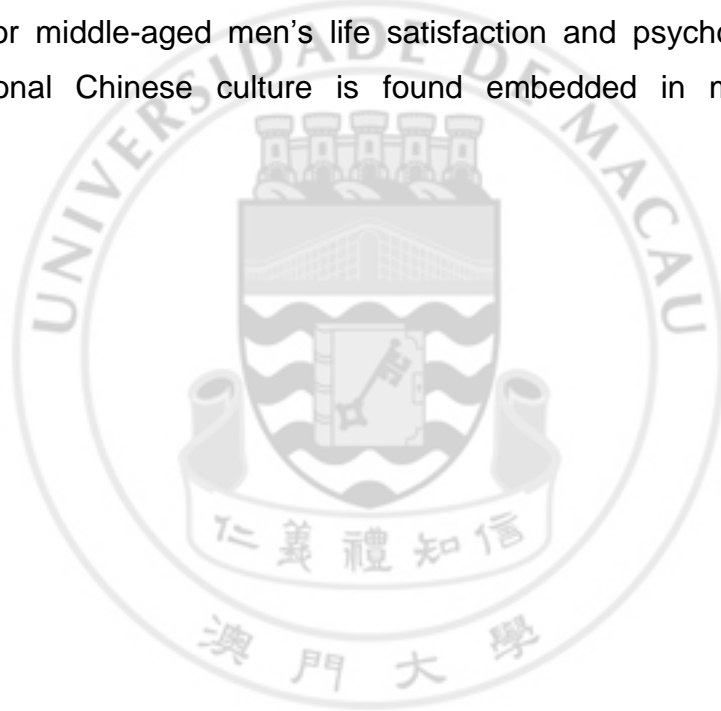 or middle-aged men's life satisfaction and psycho
onal Chinese culture is found embedded in
UNIVERSIDADE DE MACAU
仁義禮知信
澳門大學